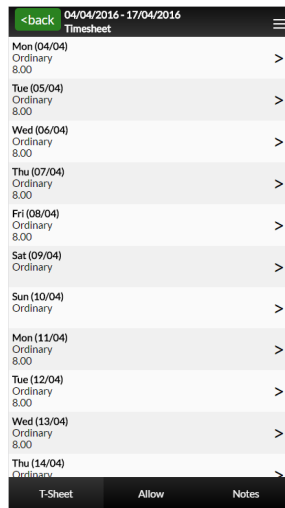 <back
04/04/2016 - 17/04/2016
Timesheet
Mon (04/04)
Ordinary
8.00
>
Tue (05/04)
Ordinary
8.00
>
Wed (06/04)
Ordinary
8.00
>
Thu (07/04)
Ordinary
8.00
>
Fri (08/04)
Ordinary
8.00
>
Sat (09/04)
Ordinary
>
Sun (10/04)
Ordinary
>
Mon (11/04)
Ordinary
8.00
>
Tue (12/04)
Ordinary
8.00
>
Wed (13/04)
Ordinary
8.00
>
Thu (14/04)
Ordinary
>
T-Sheet Allow Notes